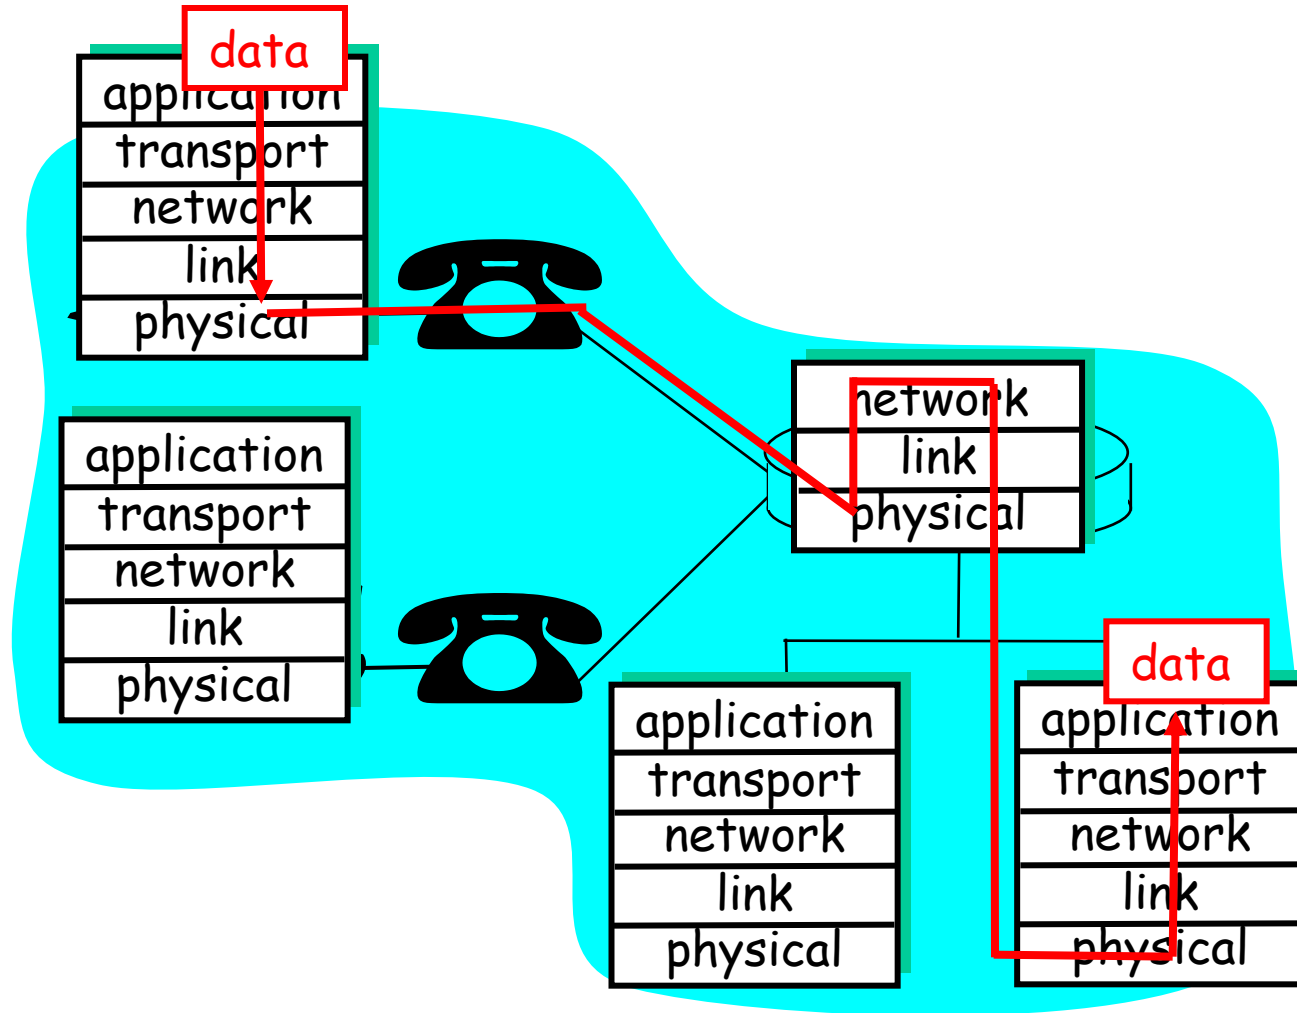 data
application
transport
network
link
physical
application
transport
network
link
physical
network
link
physical
application
transport
network
link
physical
data
application
transport
network
link
physical